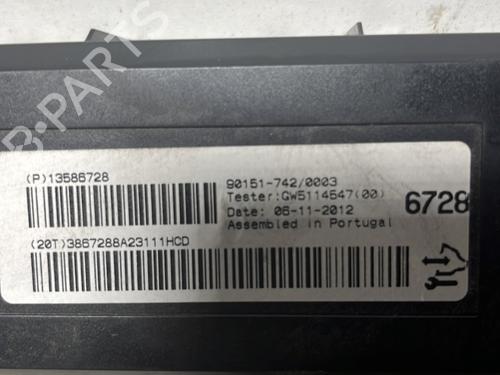 B-PARTS
(P)13586728
90151-742/0003
Tester:GW5114547(00)
Date: 06-11-2012
Assembled in Portugal
6728
(20T)3867288A23111HCD